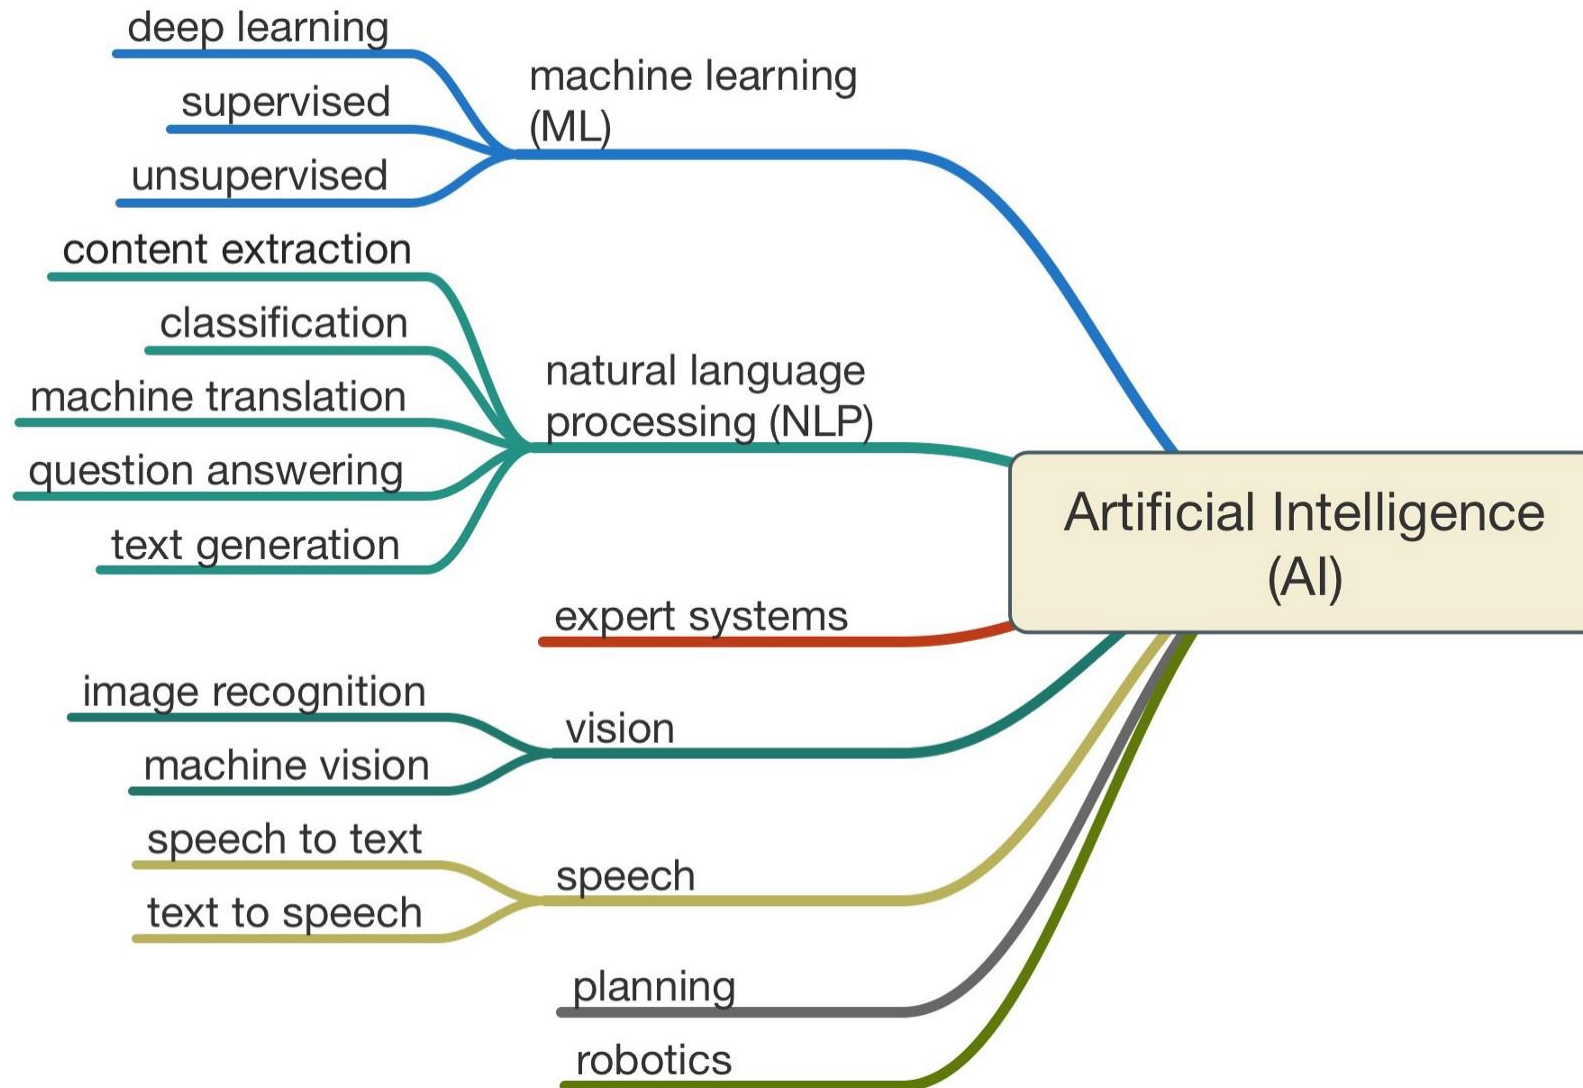 deep learning
supervised
unsupervised
machine learning
(ML)
content extraction
classification
machine translation
question answering
text generation
natural language
processing (NLP)
expert systems
image recognition
machine vision
vision
speech to text
text to speech
speech
planning
robotics
Artificial Intelligence
(AI)